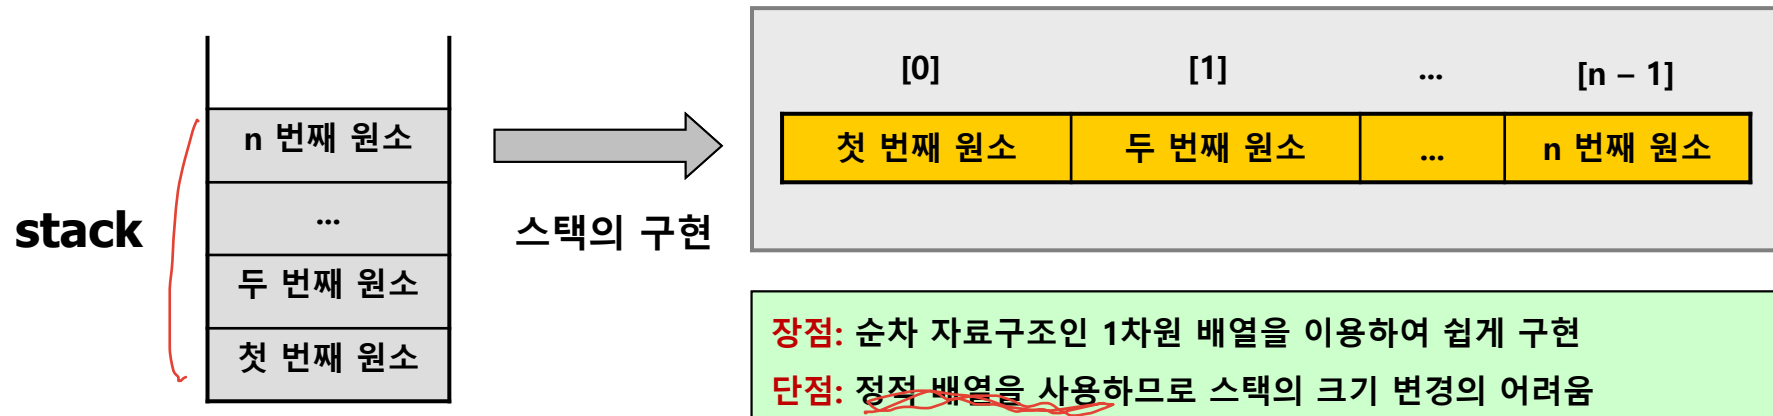 stack
n 번째 원소
...
두 번째 원소
첫 번째 원소
스택의 구현
[0] [1] ... [n – 1]
첫 번째 원소 두 번째 원소 ... n 번째 원소
장점: 순차 자료구조인 1차원 배열을 이용하여 쉽게 구현
단점: 정적 배열을 사용하므로 스택의 크기 변경의 어려움